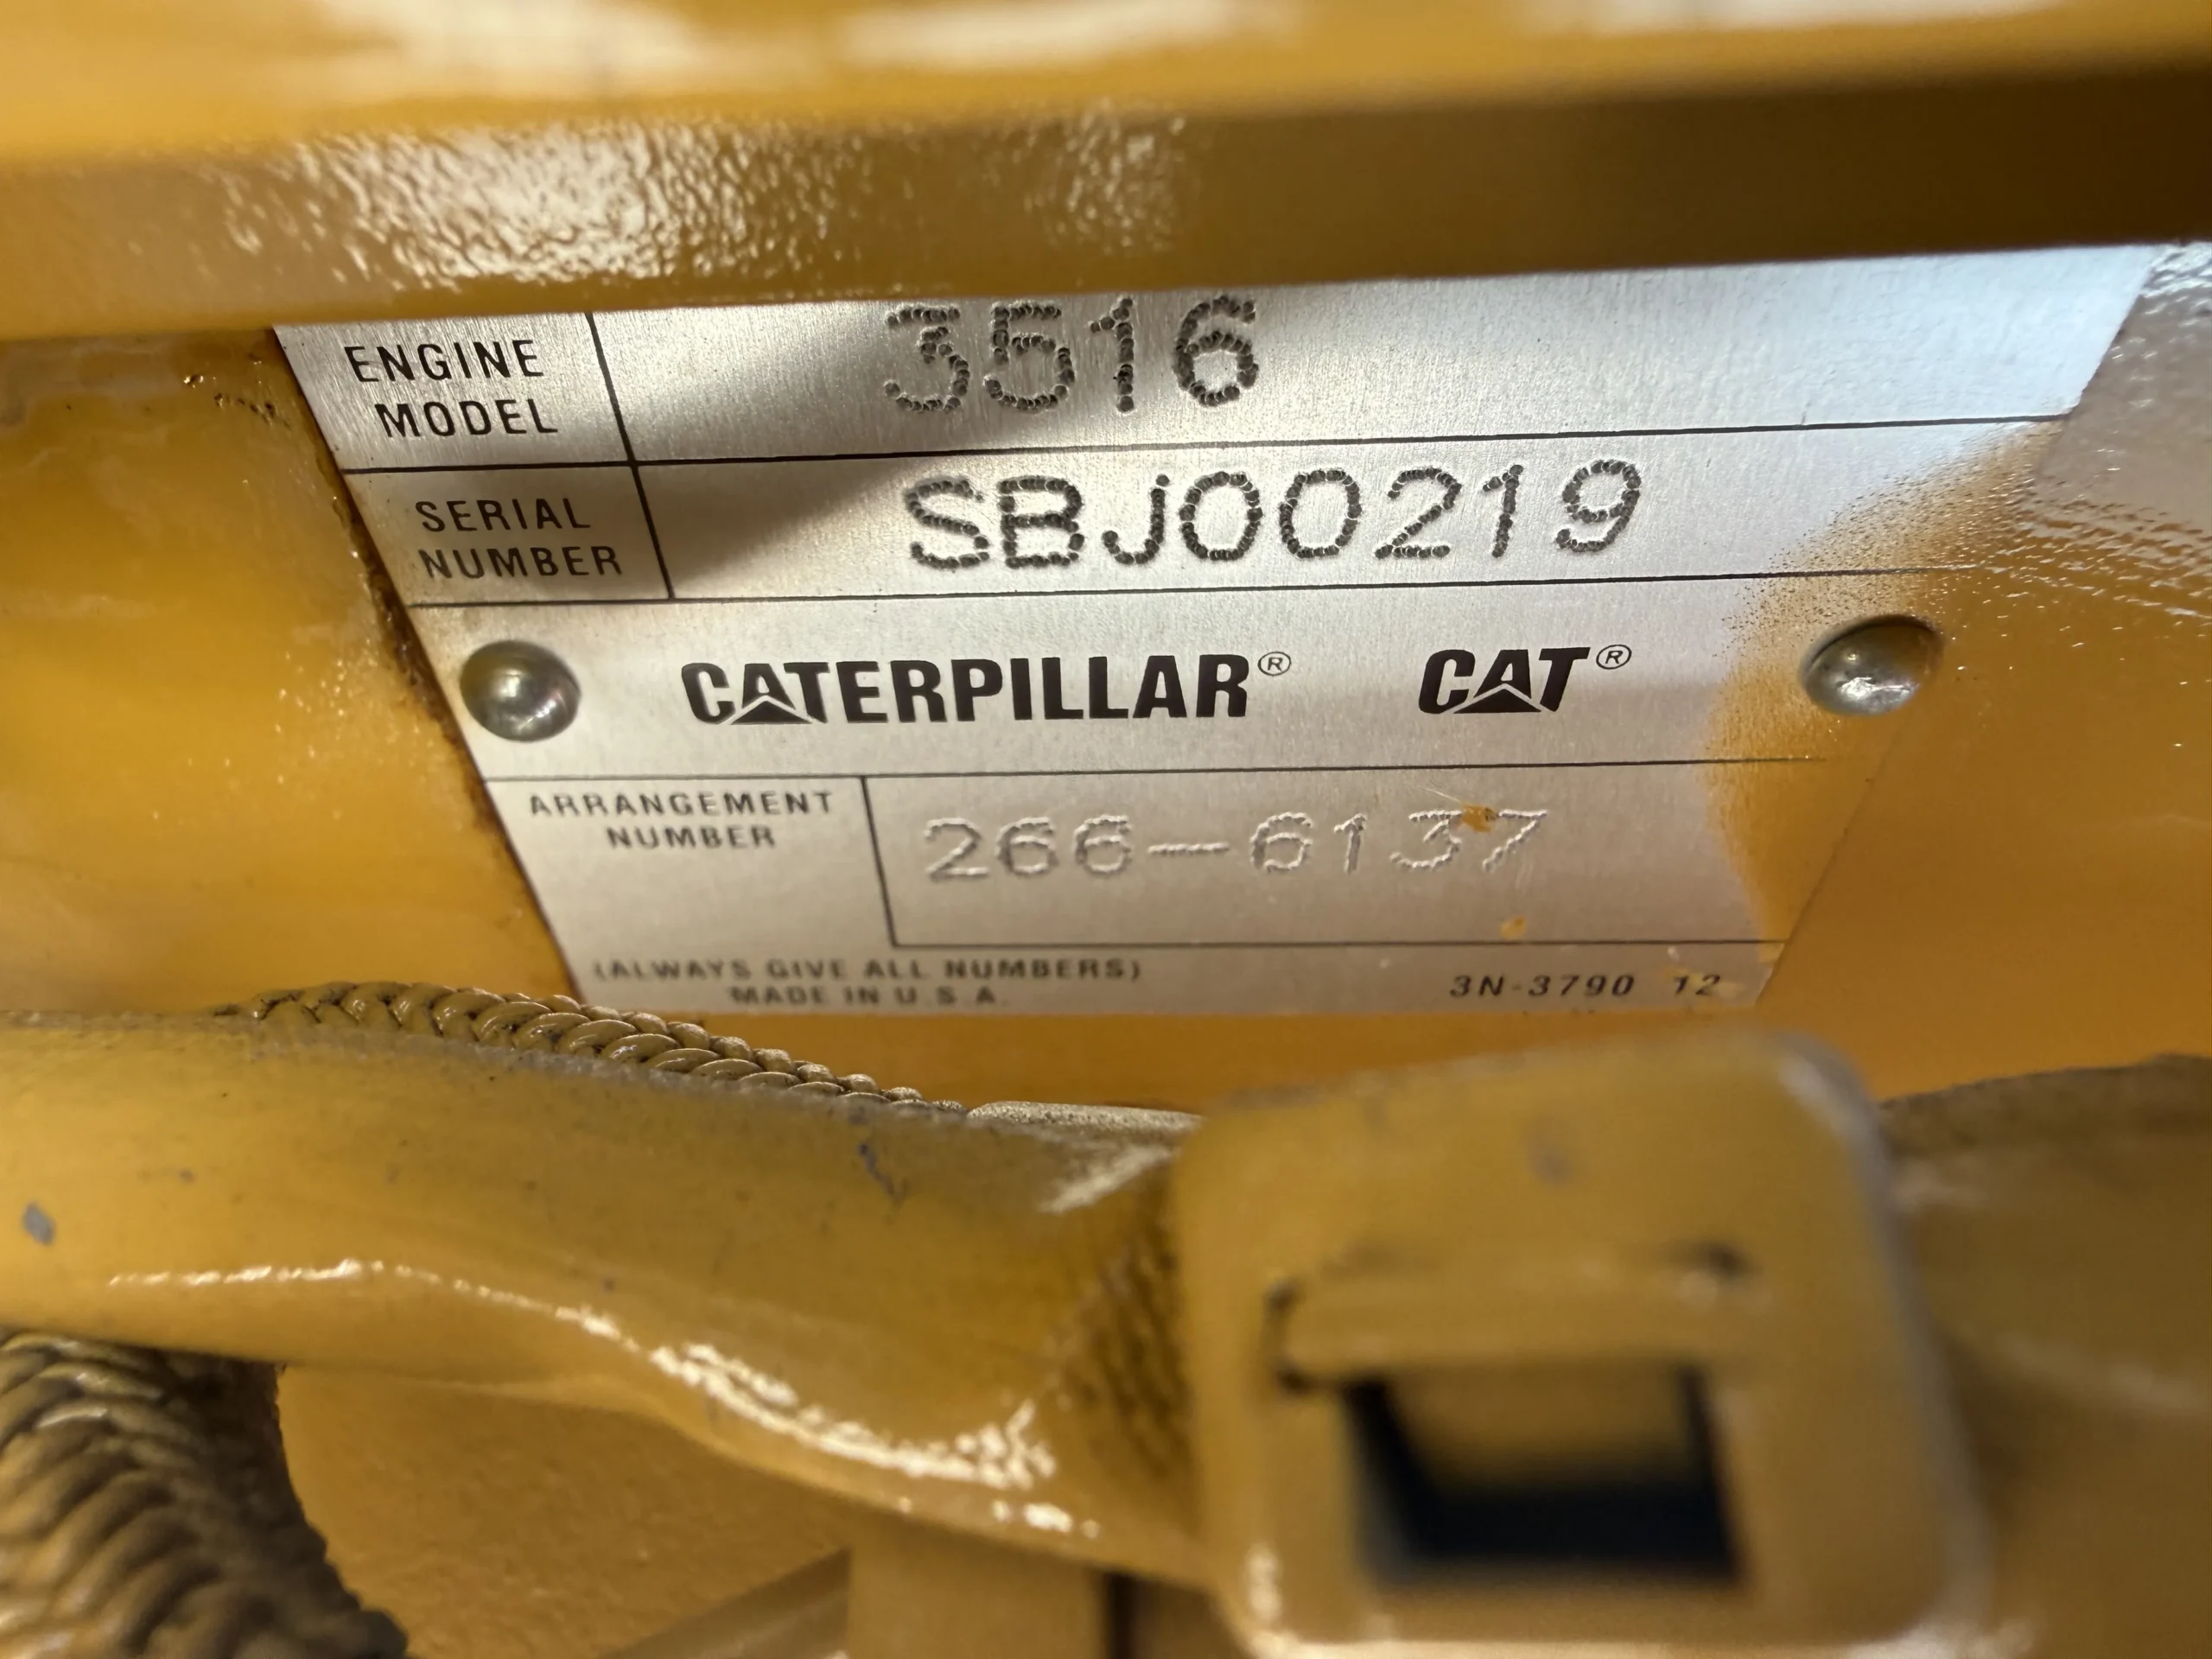 ENGINE MODEL 3516
SERIAL NUMBER SBJ00219
CATERPILLAR® CAT®
ARRANGEMENT NUMBER 266-6137
(ALWAYS GIVE ALL NUMBERS)
MADE IN U.S.A.
3N-3790 12